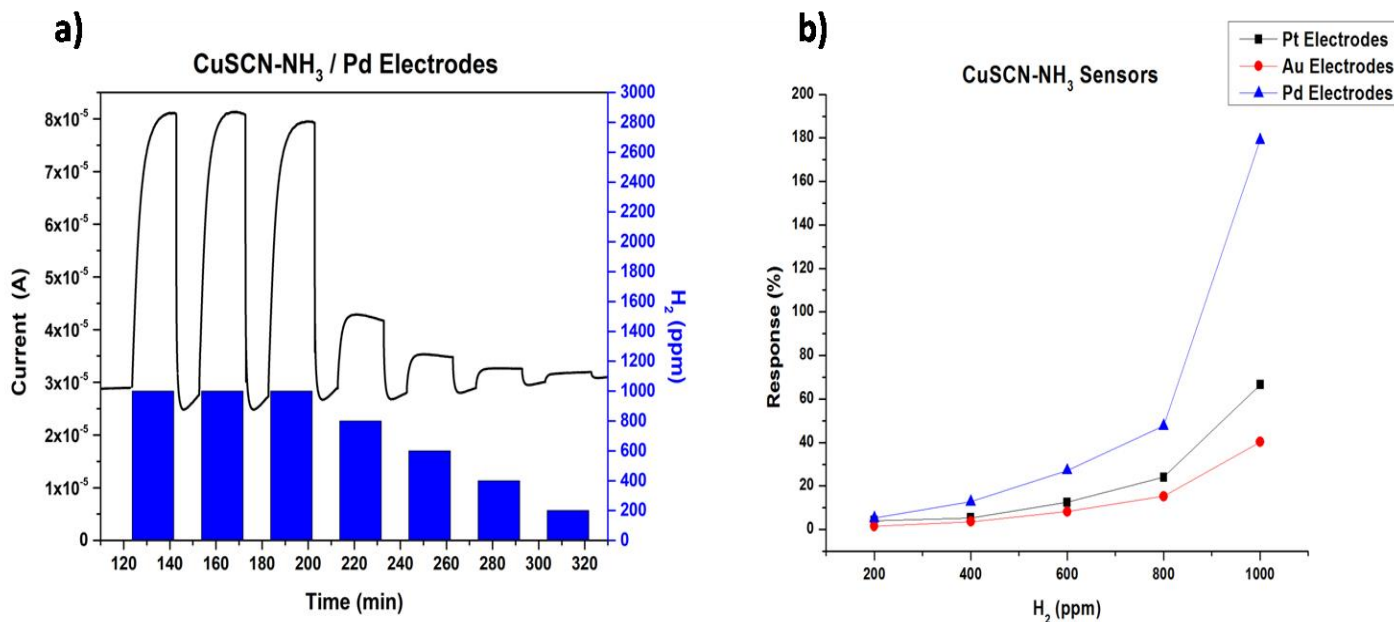 a)
CuSCN-NH₃ / Pd Electrodes
8x10⁻⁵
7x10⁻⁵
6x10⁻⁵
5x10⁻⁵
4x10⁻⁵
3x10⁻⁵
2x10⁻⁵
1x10⁻⁵
0
Current (A)
3000
2800
2600
2400
2200
2000
1800
1600
1400
1200
1000
800
600
400
200
0
H₂ (ppm)
120 140 160 180 200 220 240 260 280 300 320
Time (min)
b)
Pt Electrodes
Au Electrodes
Pd Electrodes
CuSCN-NH₃ Sensors
200
180
160
140
120
100
80
60
40
20
0
Response (%)
200 400 600 800 1000
H₂ (ppm)